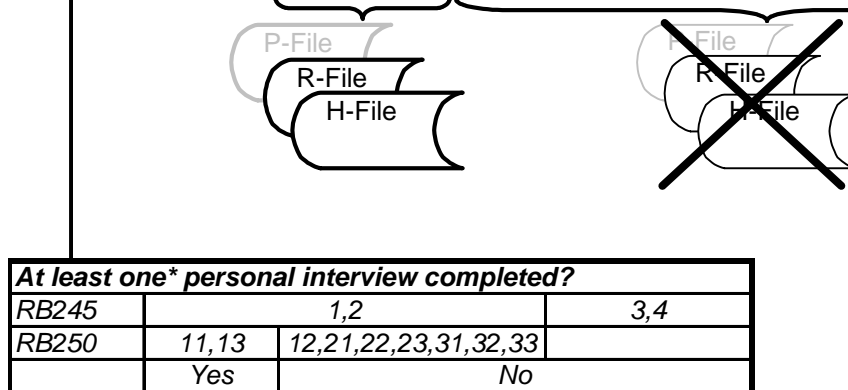 P-File
R-File
H-File
P-File
R-File
H-File
At least one* personal interview completed?
RB245 1,2 3,4
RB250 11,13 12,21,22,23,31,32,33
Yes No